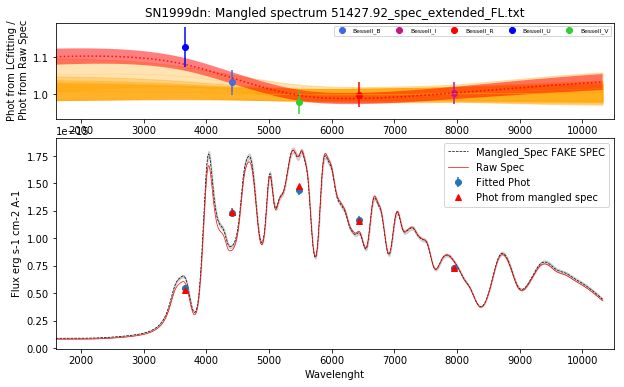 SN1999dn: Mangled spectrum 51427.92_spec_extended_FL.txt
Phot from LCfitting /
Phot from Raw Spec
Bessell_B Bessell_I Bessell_R Bessell_U Bessell_V
1.1
1.0
2000 3000 4000 5000 6000 7000 8000 9000 10000
Mangled_Spec FAKE SPEC
Raw Spec
Fitted Phot
Phot from mangled spec
Flux erg s-1 cm-2 A-1
1.75
1.50
1.25
1.00
0.75
0.50
0.25
0.00
2000 3000 4000 5000 6000 7000 8000 9000 10000
Wavelenght